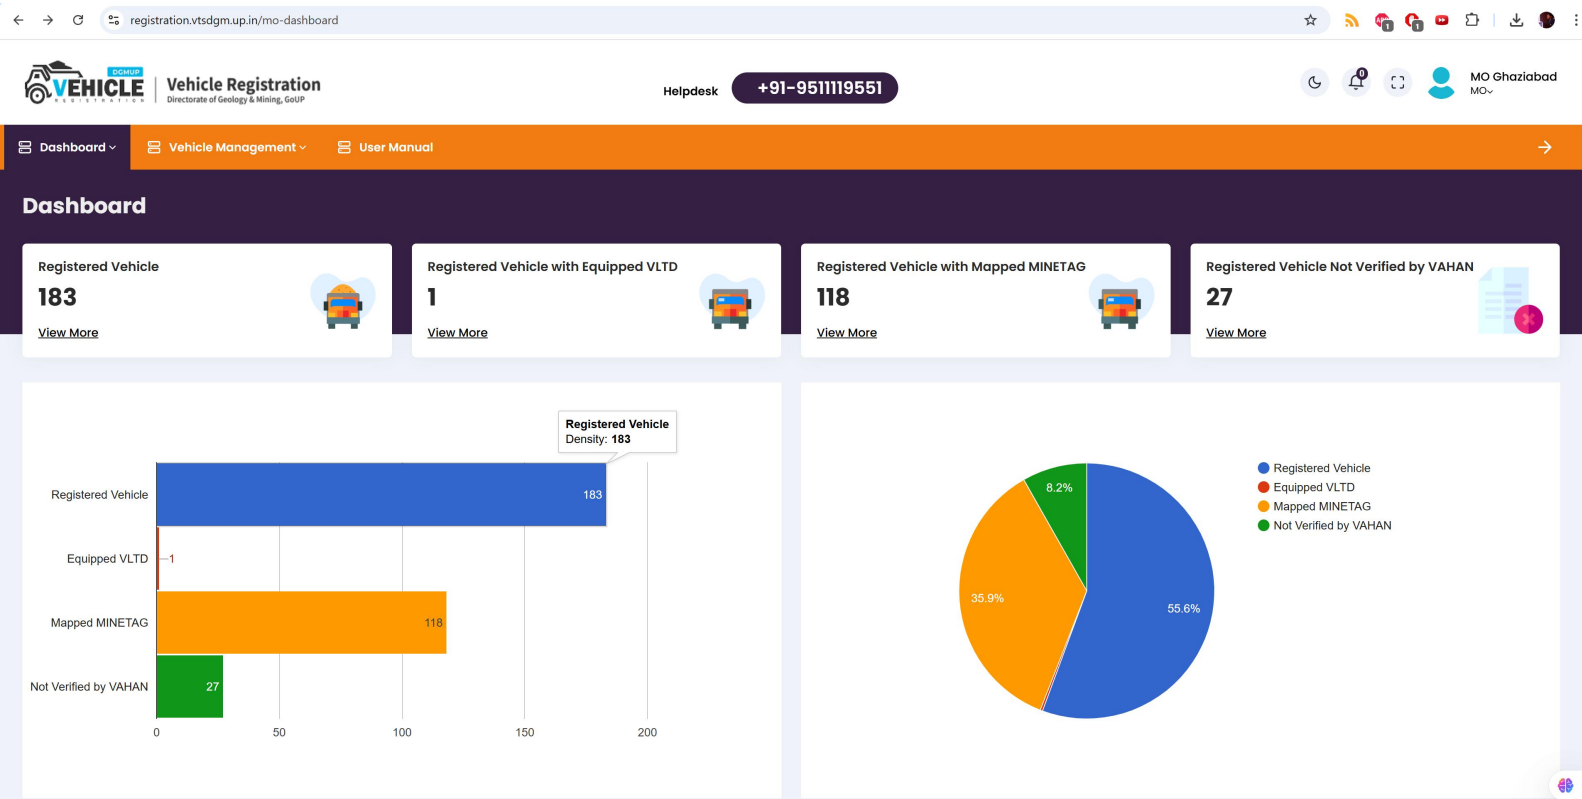 registration.vtsdgm.up.in/mo-dashboard
1
1
DGMUP
VEHICLE
REGISTRATION
Vehicle Registration
Directorate of Geology & Mining, GoUP
Helpdesk
+91-9511119551
0
MO Ghaziabad
MO
Dashboard
Vehicle Management
User Manual
Dashboard
Registered Vehicle
183
View More
Registered Vehicle with Equipped VLTD
1
View More
Registered Vehicle with Mapped MINETAG
118
View More
Registered Vehicle Not Verified by VAHAN
27
View More
Registered Vehicle
Density: 183
Registered Vehicle
183
Equipped VLTD
1
Mapped MINETAG
118
Not Verified by VAHAN
27
0 50 100 150 200
8.2%
35.9%
55.6%
Registered Vehicle
Equipped VLTD
Mapped MINETAG
Not Verified by VAHAN